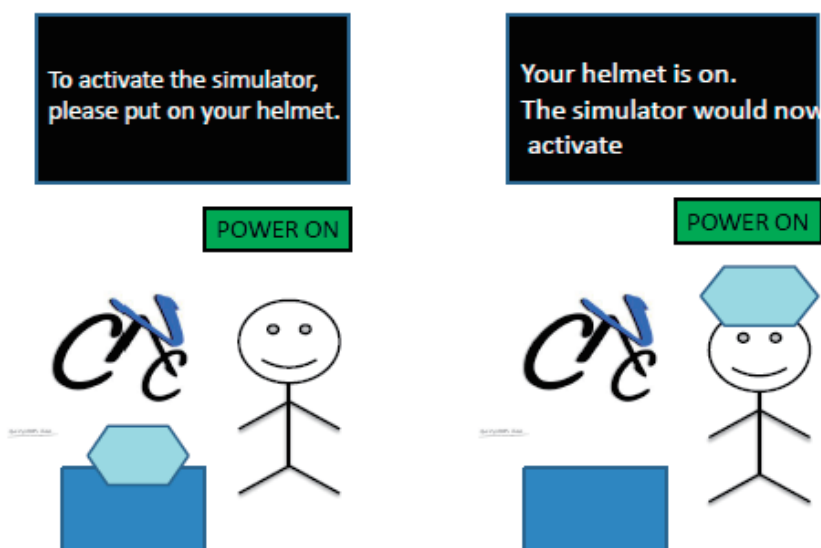 To activate the simulator,
please put on your helmet.
POWER ON
Your helmet is on.
The simulator would now
activate
POWER ON